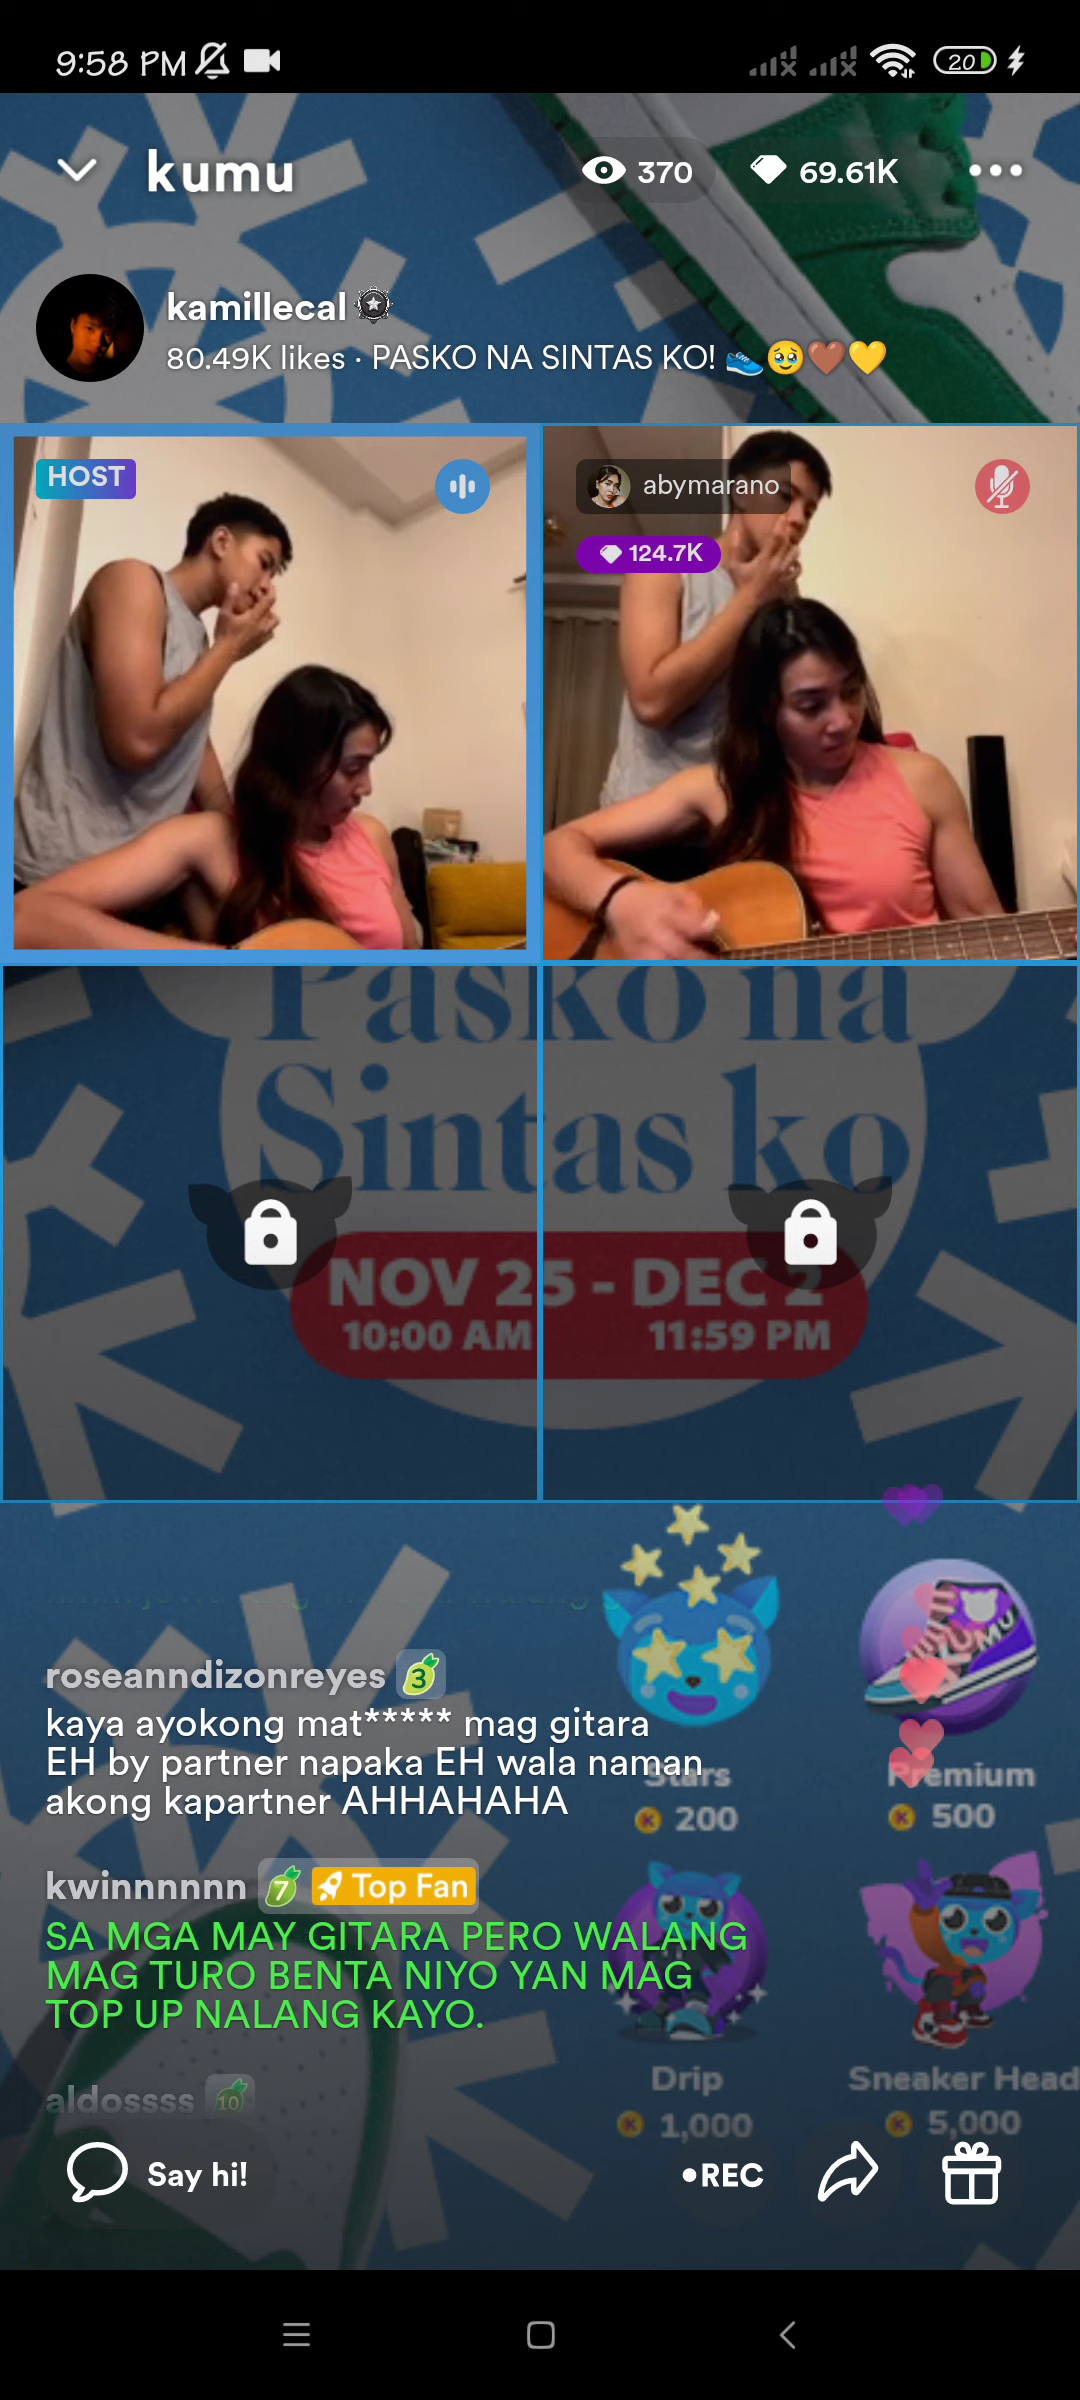 9:58 PM
20
kumu
370
69.61K
kamillecal
80.49K likes · PASKO NA SINTAS KO! 👟🥹🤎💛
HOST
abymarano
124.7K
Pasko na
Sintas ko
NOV 25 - DEC 2
10:00 AM 11:59 PM
roseanndizonreyes 3
kaya ayokong mat***** mag gitara
EH by partner napaka EH wala naman
akong kapartner AHHAHAHA
Stars
200
Premium
500
KUMU
kwinnnnnn 7 Top Fan
SA MGA MAY GITARA PERO WALANG
MAG TURO BENTA NIYO YAN MAG
TOP UP NALANG KAYO.
Drip
1,000
Sneaker Head
5,000
aldossss 10
Say hi!
REC